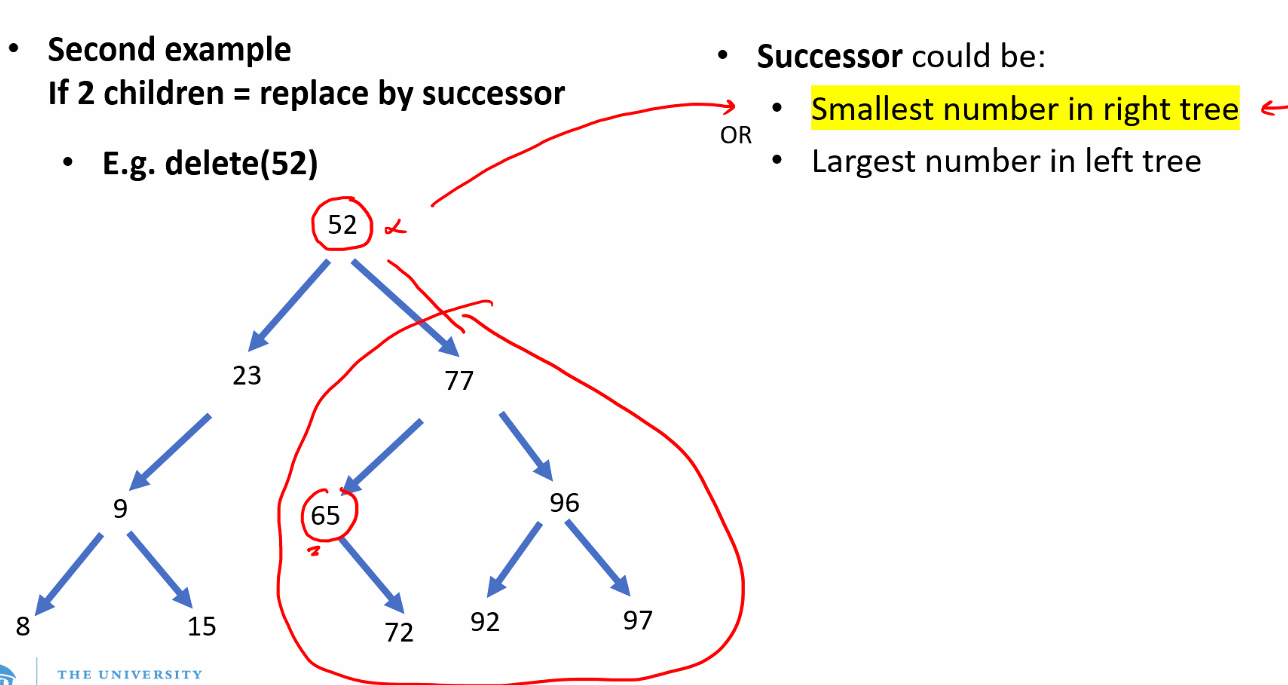 • Second example
If 2 children = replace by successor
• E.g. delete(52)
• Successor could be:
• Smallest number in right tree
OR
• Largest number in left tree
52
23 77
9 65 96
8 15 72 92 97
THE UNIVERSITY